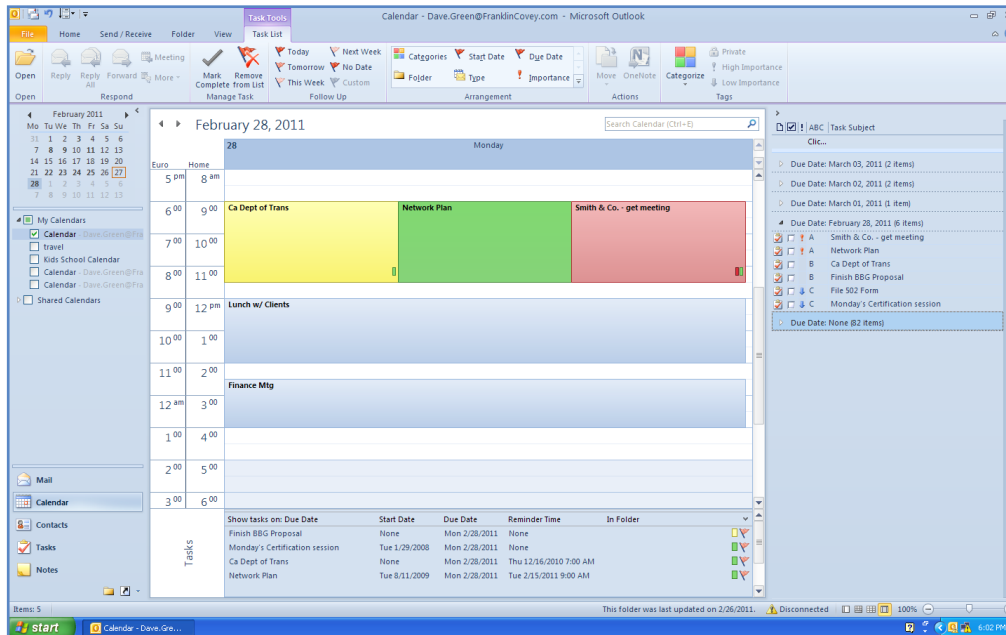 Task Tools
Calendar - Dave.Green@FranklinCovey.com - Microsoft Outlook
File Home Send / Receive Folder View Task List
Open Reply Reply All Forward Meeting More Mark Complete Remove from List Today Next Week Tomorrow No Date This Week Custom Categories Start Date Due Date Folder Type Importance Move OneNote Categorize Private High Importance Low Importance
Open Respond Manage Task Follow Up Arrangement Actions Tags
February 2011
Mo Tu We Th Fr Sa Su
31 1 2 3 4 5 6
7 8 9 10 11 12 13
14 15 16 17 18 19 20
21 22 23 24 25 26 27
28 1 2 3 4 5 6
7 8 9 10 11 12 13
My Calendars
Calendar - Dave.Green@Fra
travel
Kids School Calendar
Calendar - Dave.Green@Fra
Calendar - Dave.Green@Fra
Shared Calendars
Mail
Calendar
Contacts
Tasks
Notes
February 28, 2011
Search Calendar (Ctrl+E)
28 Monday
Euro Home
5 pm 8 am
6 00 9 00 Ca Dept of Trans Network Plan Smith & Co. - get meeting
7 00 10 00
8 00 11 00
9 00 12 pm Lunch w/ Clients
10 00 1 00
11 00 2 00
Finance Mtg
12 am 3 00
1 00 4 00
2 00 5 00
3 00 6 00
Tasks
Show tasks on: Due Date Start Date Due Date Reminder Time In Folder
Finish BBG Proposal None Mon 2/28/2011 None
Monday's Certification session Tue 1/29/2008 Mon 2/28/2011 None
Ca Dept of Trans None Mon 2/28/2011 Thu 12/16/2010 7:00 AM
Network Plan Tue 8/11/2009 Mon 2/28/2011 Tue 2/15/2011 9:00 AM
! ABC Task Subject
Clic...
Due Date: March 03, 2011 (2 items)
Due Date: March 02, 2011 (2 items)
Due Date: March 01, 2011 (1 item)
Due Date: February 28, 2011 (6 items)
! A Smith & Co. - get meeting
! A Network Plan
B Ca Dept of Trans
B Finish BBG Proposal
C File 502 Form
C Monday's Certification session
Due Date: None (82 items)
Items: 5
This folder was last updated on 2/26/2011. Disconnected 100%
start Calendar - Dave.Gre... 6:02 PM